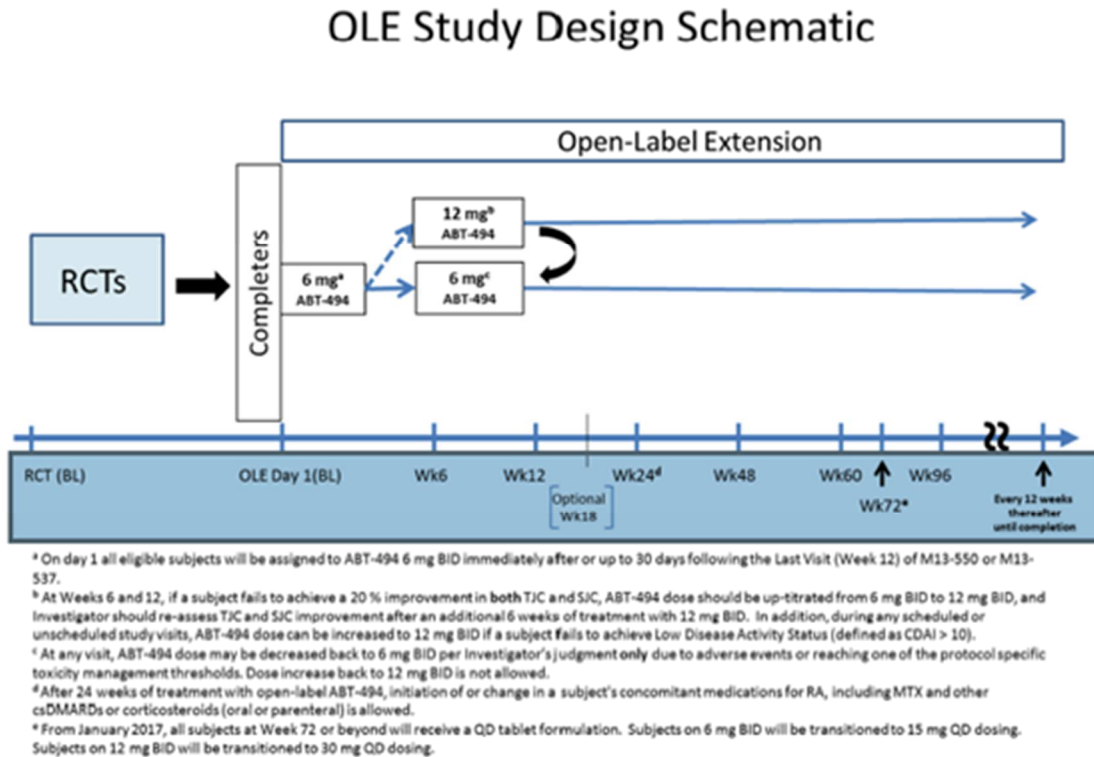 OLE Study Design Schematic
Open-Label Extension
RCTs
Completers
6 mgᵃ
ABT-494
12 mgᵇ
ABT-494
6 mgᶜ
ABT-494
RCT (BL)
OLE Day 1(BL)
Wk6
Wk12
[Optional
Wk18]
Wk24ᵈ
Wk48
Wk60
Wk72ᵉ
Wk96
Every 12 weeks
thereafter
until completion
ᵃ On day 1 all eligible subjects will be assigned to ABT-494 6 mg BID immediately after or up to 30 days following the Last Visit (Week 12) of M13-550 or M13-
537.
ᵇ At Weeks 6 and 12, if a subject fails to achieve a 20 % improvement in both TJC and SJC, ABT-494 dose should be up-titrated from 6 mg BID to 12 mg BID, and
Investigator should re-assess TJC and SJC improvement after an additional 6 weeks of treatment with 12 mg BID. In addition, during any scheduled or
unscheduled study visits, ABT-494 dose can be increased to 12 mg BID if a subject fails to achieve Low Disease Activity Status (defined as CDAI > 10).
ᶜ At any visit, ABT-494 dose may be decreased back to 6 mg BID per Investigator's judgment only due to adverse events or reaching one of the protocol specific
toxicity management thresholds. Dose increase back to 12 mg BID is not allowed.
ᵈ After 24 weeks of treatment with open-label ABT-494, initiation of or change in a subject's concomitant medications for RA, including MTX and other
csDMARDs or corticosteroids (oral or parenteral) is allowed.
ᵉ From January 2017, all subjects at Week 72 or beyond will receive a QD tablet formulation. Subjects on 6 mg BID will be transitioned to 15 mg QD dosing.
Subjects on 12 mg BID will be transitioned to 30 mg QD dosing.